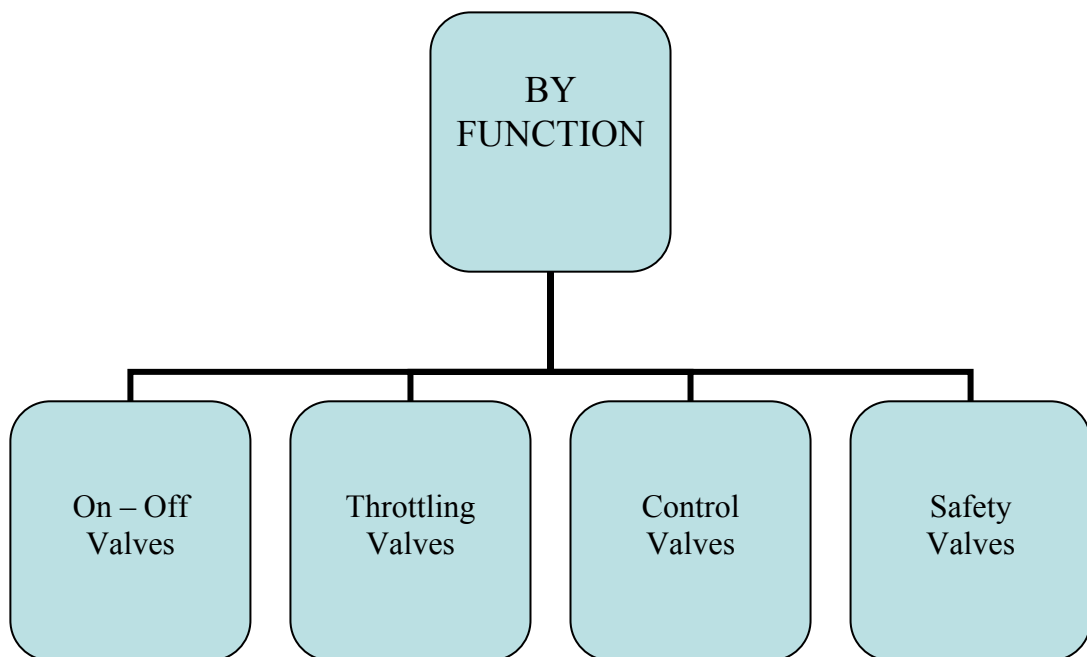 BY
FUNCTION
On – Off
Valves
Throttling
Valves
Control
Valves
Safety
Valves